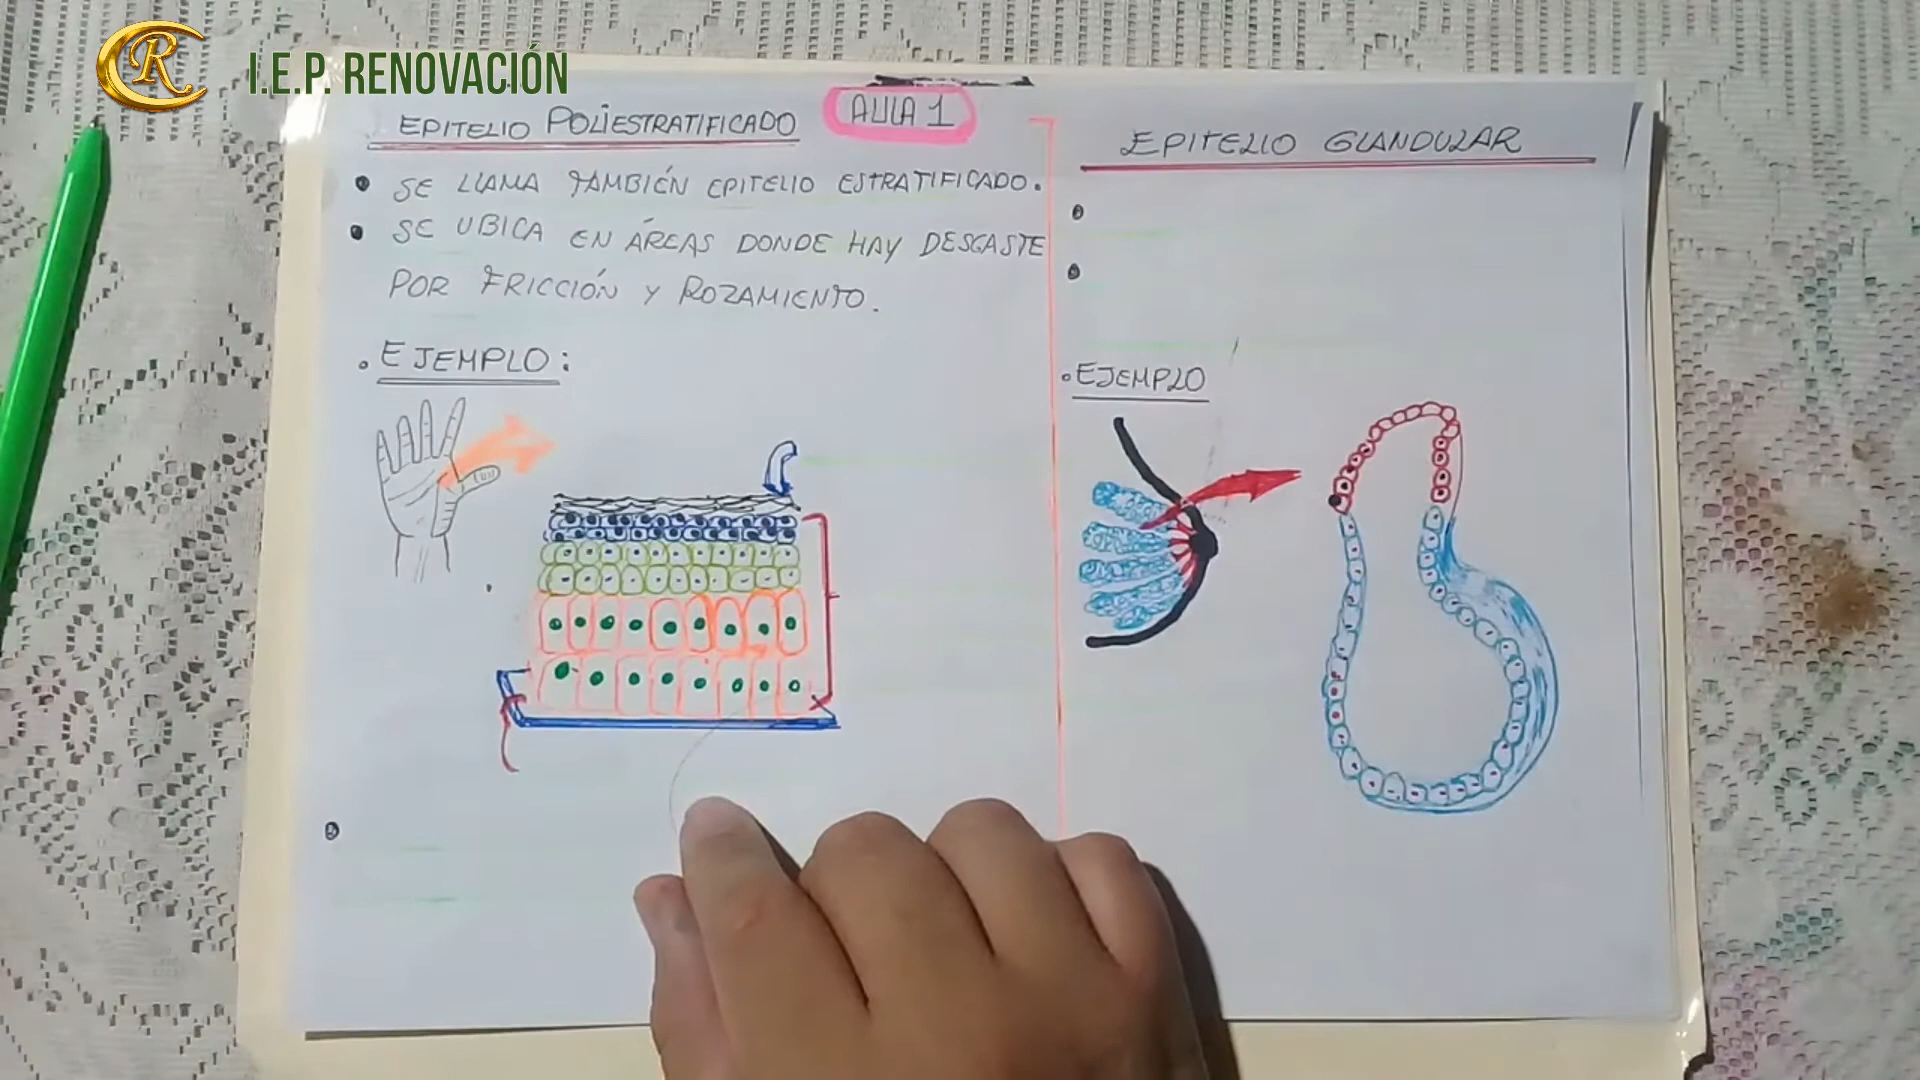 I.E.P. RENOVACIÓN
EPITELIO POLIESTRATIFICADO
AULA 1
SE LLAMA TAMBIÉN EPITELIO ESTRATIFICADO.
SE UBICA EN ÁREAS DONDE HAY DESGASTE
POR FRICCIÓN Y ROZAMIENTO.
EJEMPLO:
EPITELIO GLANDULAR
EJEMPLO